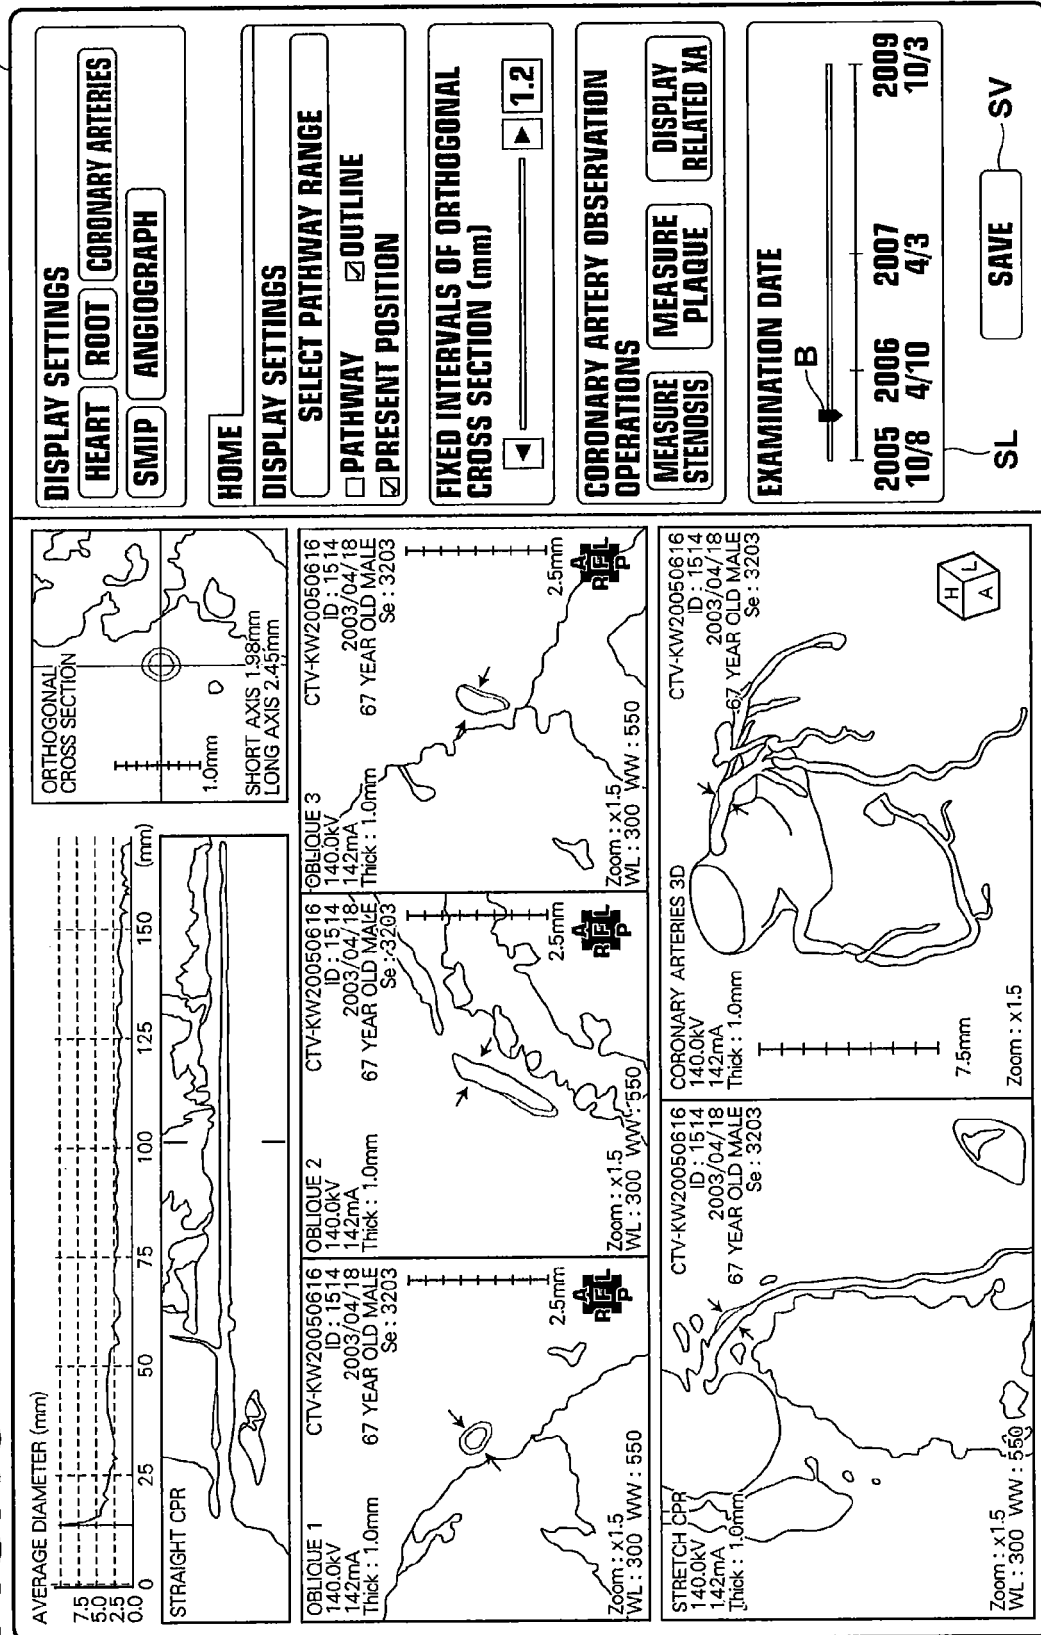 AVERAGE DIAMETER (mm)
7.5
5.0
2.5
0.0
0
25
50
75
100
125
150
(mm)
STRAIGHT CPR
ORTHOGONAL
CROSS SECTION
1.0mm
SHORT AXIS 1.98mm
LONG AXIS 2.45mm
OBLIQUE 1
140.0kV
142mA
Thick : 1.0mm
CTV-KW20050616
ID : 1514
2003/04/18
67 YEAR OLD MALE
Se : 3203
2.5mm
A
R F L
P
Zoom : x1.5
WL : 300 WW : 550
OBLIQUE 2
140.0kV
142mA
Thick : 1.0mm
CTV-KW20050616
ID : 1514
2003/04/18
67 YEAR OLD MALE
Se : 3203
2.5mm
A
R F L
P
Zoom : x1.5
WL : 300 WW : 550
OBLIQUE 3
140.0kV
142mA
Thick : 1.0mm
CTV-KW20050616
ID : 1514
2003/04/18
67 YEAR OLD MALE
Se : 3203
2.5mm
A
R F L
P
Zoom : x1.5
WL : 300 WW : 550
STRETCH CPR
140.0kV
142mA
Thick : 1.0mm
CTV-KW20050616
ID : 1514
2003/04/18
67 YEAR OLD MALE
Se : 3203
Zoom : x1.5
WL : 300 WW : 550
CORONARY ARTERIES 3D
140.0kV
142mA
Thick : 1.0mm
CTV-KW20050616
ID : 1514
2003/04/18
67 YEAR OLD MALE
Se : 3203
7.5mm
Zoom : x1.5
H
A
L
DISPLAY SETTINGS
HEART ROOT CORONARY ARTERIES
SMIP ANGIOGRAPH
HOME
DISPLAY SETTINGS
SELECT PATHWAY RANGE
PATHWAY OUTLINE
PRESENT POSITION
FIXED INTERVALS OF ORTHOGONAL
CROSS SECTION (mm)
1.2
CORONARY ARTERY OBSERVATION
OPERATIONS
MEASURE
STENOSIS
MEASURE
PLAQUE
DISPLAY
RELATED XA
EXAMINATION DATE
B
2005 2006 2007 2009
10/8 4/10 4/3 10/3
SL
SAVE
SV